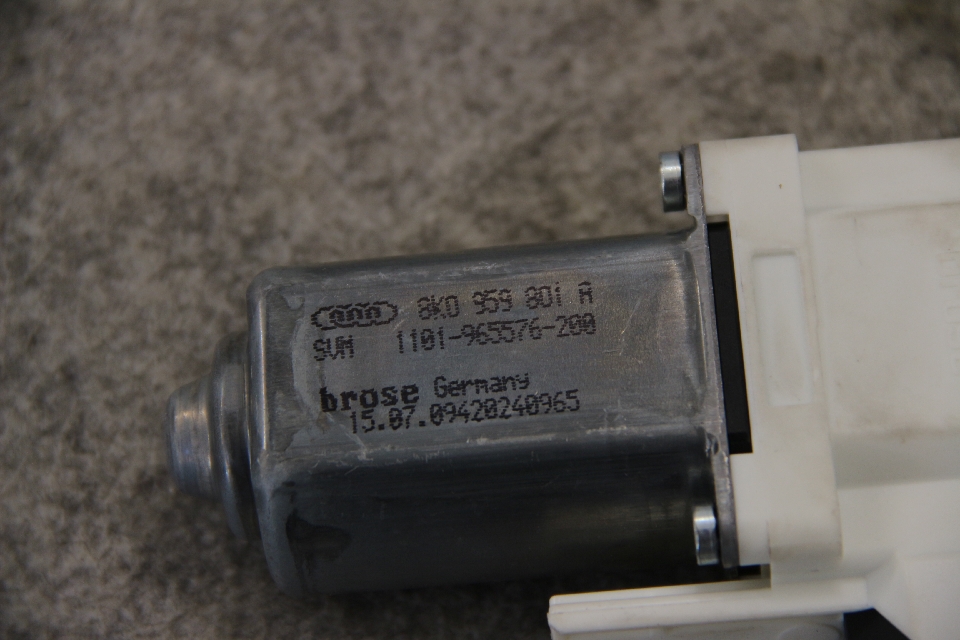 8K0 959 801 A
SVM 1101-965576-200
brose Germany
15.07.09420240965